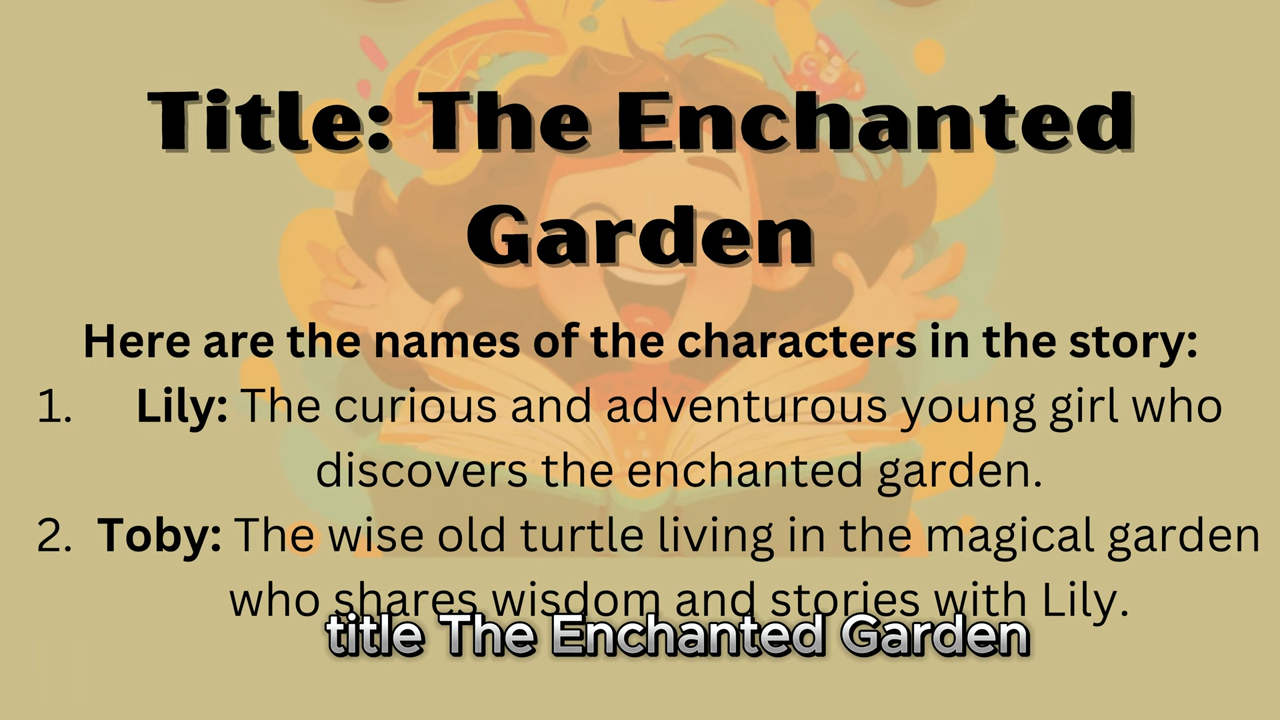 Title: The Enchanted
Garden
Here are the names of the characters in the story:
1. Lily: The curious and adventurous young girl who
discovers the enchanted garden.
2. Toby: The wise old turtle living in the magical garden
who shares wisdom and stories with Lily.
title The Enchanted Garden